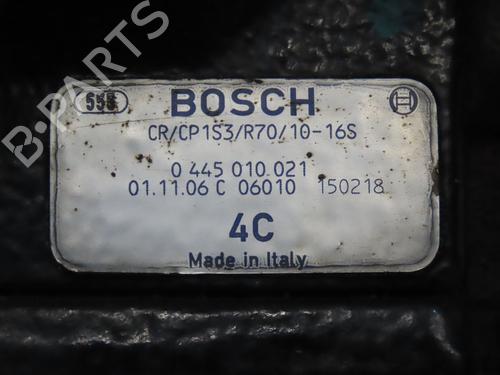 558 BOSCH
CR/CP1S3/R70/10-16S
0 445 010 021
01.11.06 C 06010 150218
4C
Made in Italy
B-PARTS